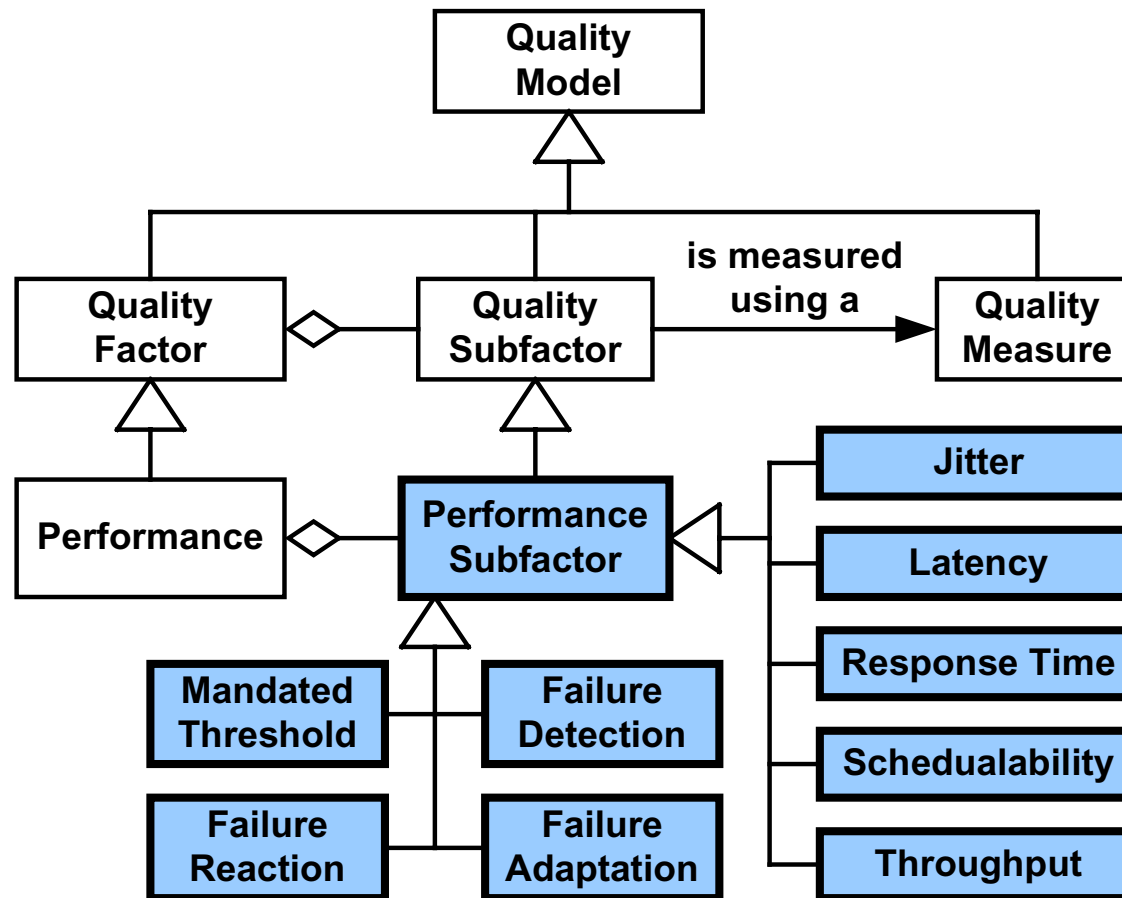 Quality
Model
is measured
using a
Quality
Factor
Quality
Subfactor
Quality
Measure
Performance
Performance
Subfactor
Jitter
Latency
Response Time
Schedualability
Throughput
Mandated
Threshold
Failure
Detection
Failure
Reaction
Failure
Adaptation